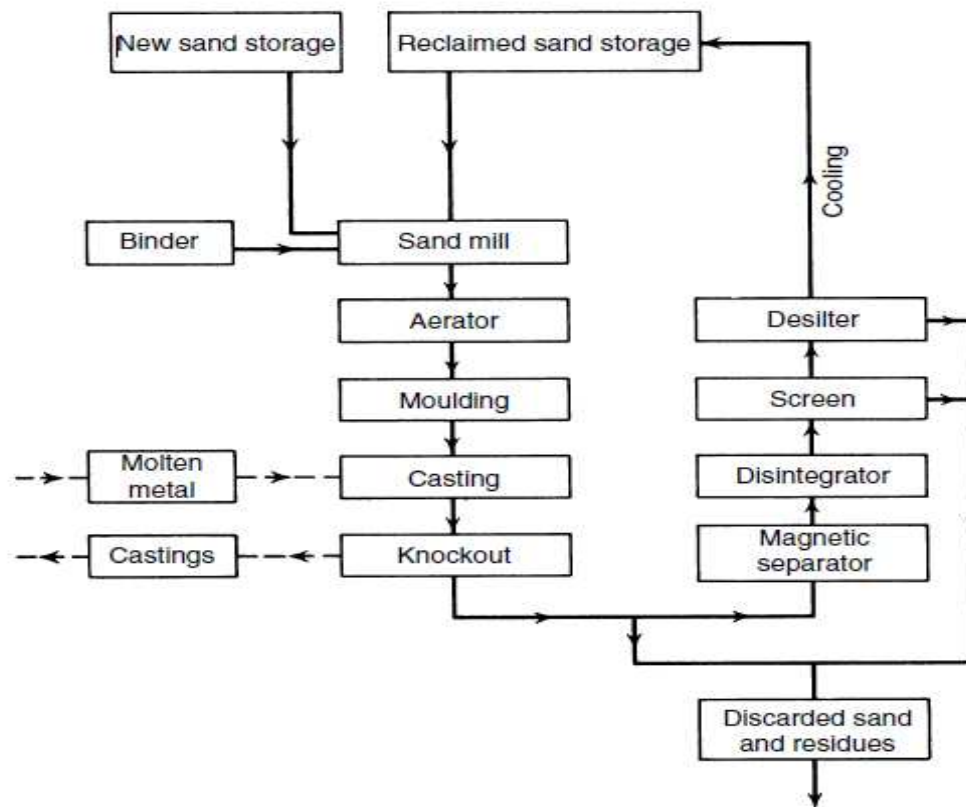 New sand storage
Reclaimed sand storage
Cooling
Binder
Sand mill
Aerator
Desilter
Moulding
Screen
Molten
metal
Casting
Disintegrator
Castings
Knockout
Magnetic
separator
Discarded sand
and residues